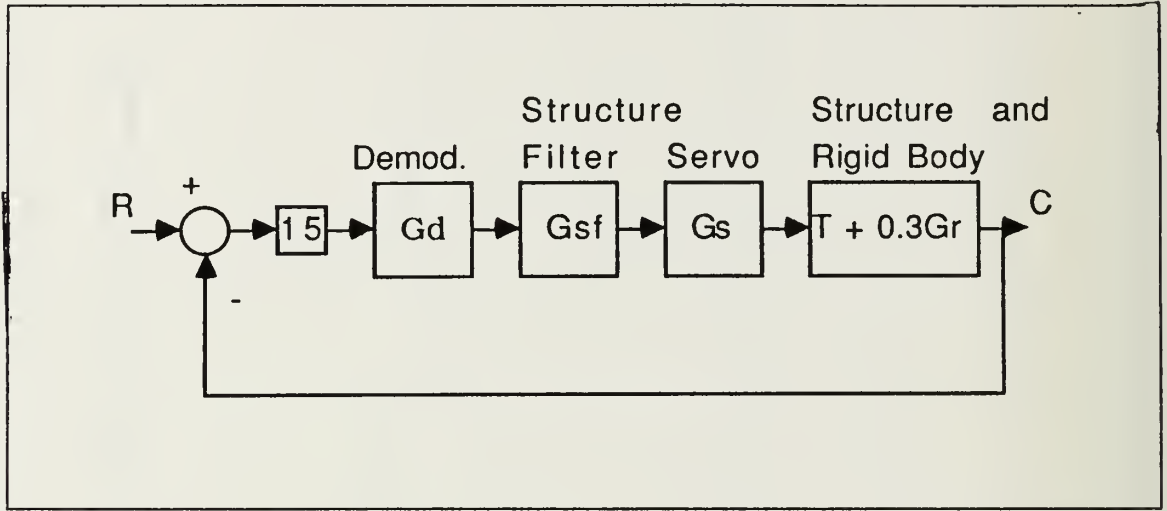 Structure
Filter
Structure and
Rigid Body
Demod.
Servo
R
+
-
15
Gd
Gsf
Gs
T + 0.3Gr
C